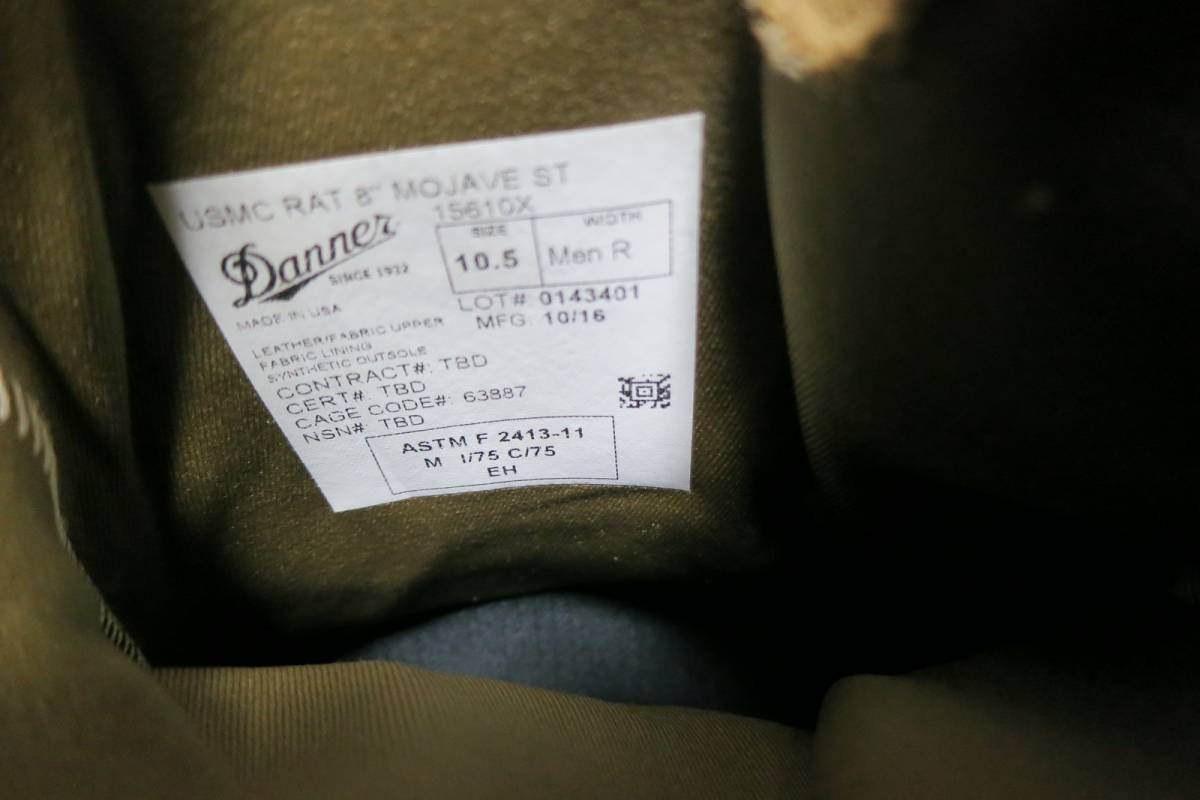 USMC RAT 8" MOJAVE ST
15610X
Danner
SINCE 1932
MADE IN USA
SIZE WIDTH
10.5 Men R
LOT# 0143401
MFG: 10/16
LEATHER/FABRIC UPPER
FABRIC LINING
SYNTHETIC OUTSOLE
CONTRACT#: TBD
CERT#: TBD
CAGE CODE#: 63887
NSN#: TBD
ASTM F 2413-11
M I/75 C/75
EH